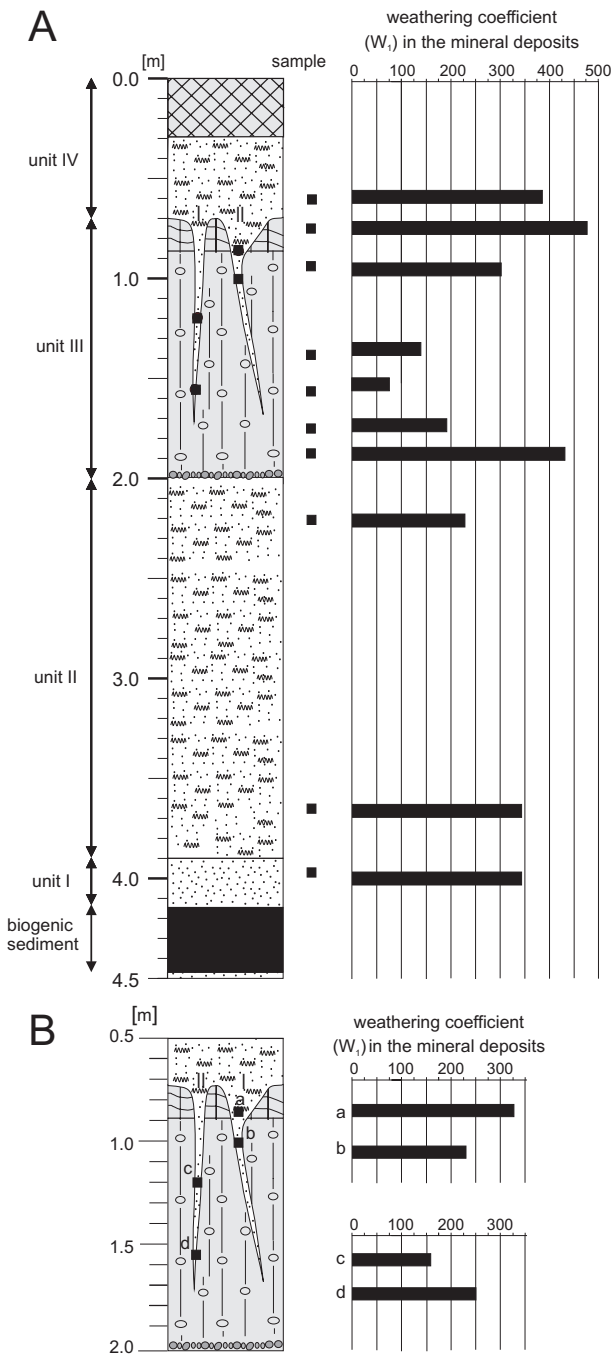 A
weathering coefficient
(W1) in the mineral deposits
[m]
sample
0 100 200 300 400 500
0.0
unit IV
I II
1.0
unit III
2.0
unit II
3.0
unit I
4.0
biogenic
sediment
4.5
B
[m]
weathering coefficient
(W1) in the mineral deposits
0.5
0 100 200 300
II I
a
a
b
1.0
b
c
0 100 200 300
d
c
1.5
d
2.0